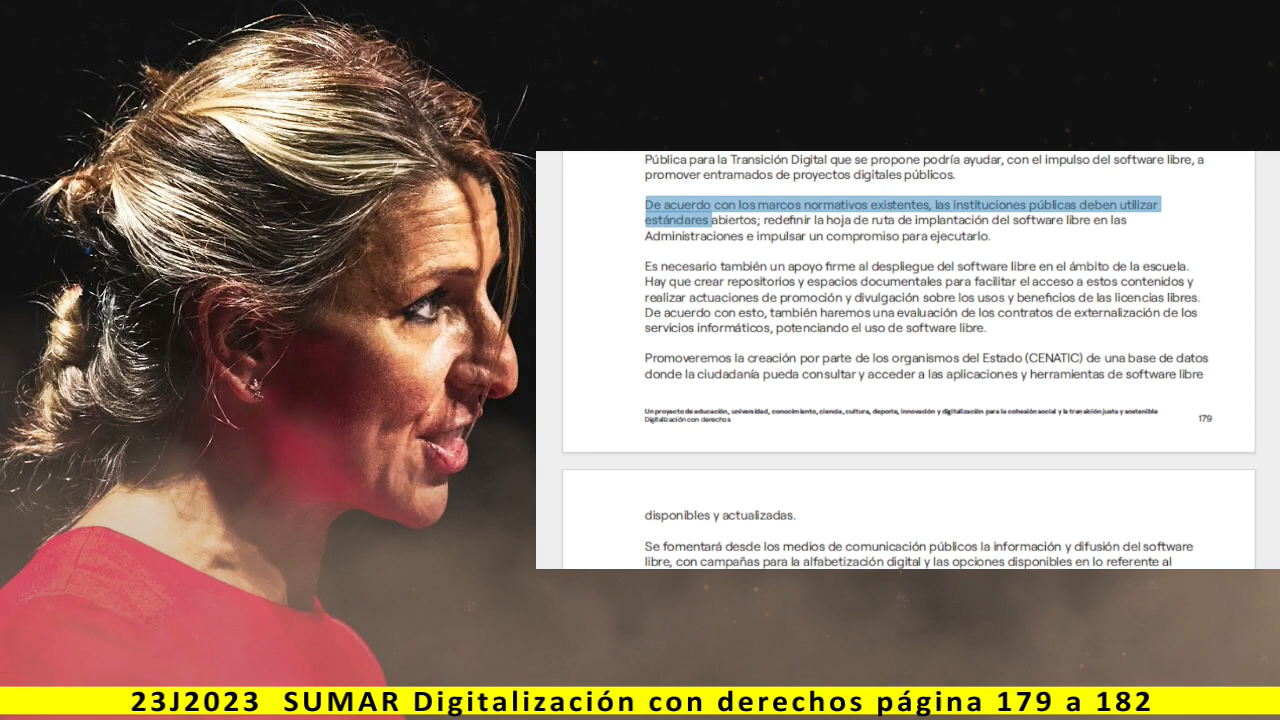 Pública para la Transición Digital que se propone podría ayudar, con el impulso del software libre, a
promover entramados de proyectos digitales públicos.
De acuerdo con los marcos normativos existentes, las instituciones públicas deben utilizar
estándares abiertos; redefinir la hoja de ruta de implantación del software libre en las
Administraciones e impulsar un compromiso para ejecutarlo.
Es necesario también un apoyo firme al despliegue del software libre en el ámbito de la escuela.
Hay que crear repositorios y espacios documentales para facilitar el acceso a estos contenidos y
realizar actuaciones de promoción y divulgación sobre los usos y beneficios de las licencias libres.
De acuerdo con esto, también haremos una evaluación de los contratos de externalización de los
servicios informáticos, potenciando el uso de software libre.
Promoveremos la creación por parte de los organismos del Estado (CENATIC) de una base de datos
donde la ciudadanía pueda consultar y acceder a las aplicaciones y herramientas de software libre
Un proyecto de educación, universidad, conocimiento, ciencia, cultura, deporte, innovación y digitalización para la cohesión social y la transición justa y sostenible
Digitalización con derechos
179
disponibles y actualizadas.
Se fomentará desde los medios de comunicación públicos la información y difusión del software
libre, con campañas para la alfabetización digital y las opciones disponibles en lo referente al
23J2023 SUMAR Digitalización con derechos página 179 a 182